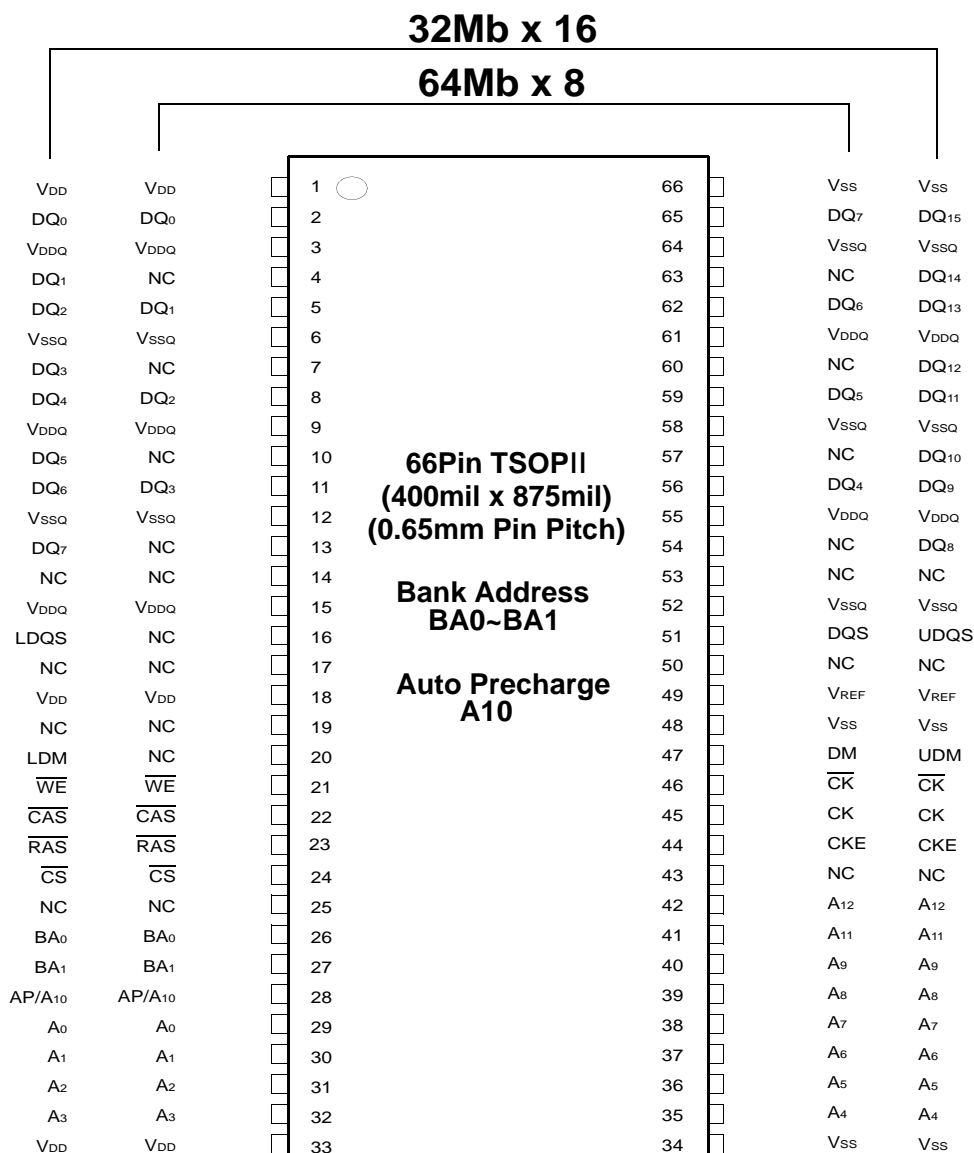 32Mb x 16
64Mb x 8
VDD VDD 1 66 VSS VSS
DQ0 DQ0 2 65 DQ7 DQ15
VDDQ VDDQ 3 64 VSSQ VSSQ
DQ1 NC 4 63 NC DQ14
DQ2 DQ1 5 62 DQ6 DQ13
VSSQ VSSQ 6 61 VDDQ VDDQ
DQ3 NC 7 60 NC DQ12
DQ4 DQ2 8 59 DQ5 DQ11
VDDQ VDDQ 9 58 VSSQ VSSQ
DQ5 NC 10 57 NC DQ10
DQ6 DQ3 11 56 DQ4 DQ9
VSSQ VSSQ 12 55 VDDQ VDDQ
DQ7 NC 13 54 NC DQ8
NC NC 14 53 NC NC
VDDQ VDDQ 15 52 VSSQ VSSQ
LDQS NC 16 51 DQS UDQS
NC NC 17 50 NC NC
VDD VDD 18 49 VREF VREF
NC NC 19 48 VSS VSS
LDM NC 20 47 DM UDM
WE WE 21 46 CK CK
CAS CAS 22 45 CK CK
RAS RAS 23 44 CKE CKE
CS CS 24 43 NC NC
NC NC 25 42 A12 A12
BA0 BA0 26 41 A11 A11
BA1 BA1 27 40 A9 A9
AP/A10 AP/A10 28 39 A8 A8
A0 A0 29 38 A7 A7
A1 A1 30 37 A6 A6
A2 A2 31 36 A5 A5
A3 A3 32 35 A4 A4
VDD VDD 33 34 VSS VSS
66Pin TSOPII
(400mil x 875mil)
(0.65mm Pin Pitch)
Bank Address
BA0~BA1
Auto Precharge
A10